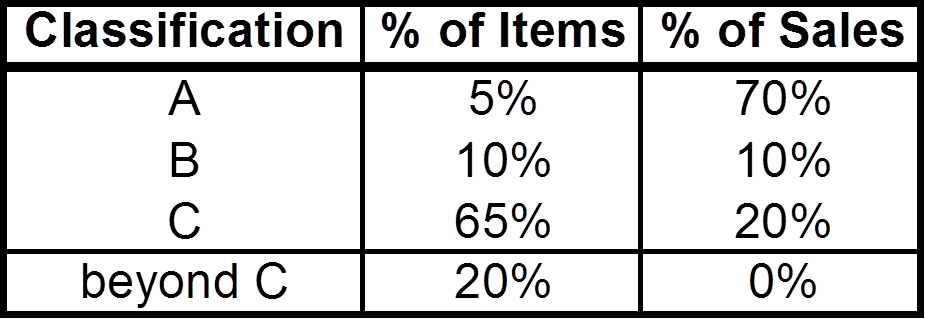 Classification % of Items % of Sales
A 5% 70%
B 10% 10%
C 65% 20%
beyond C 20% 0%